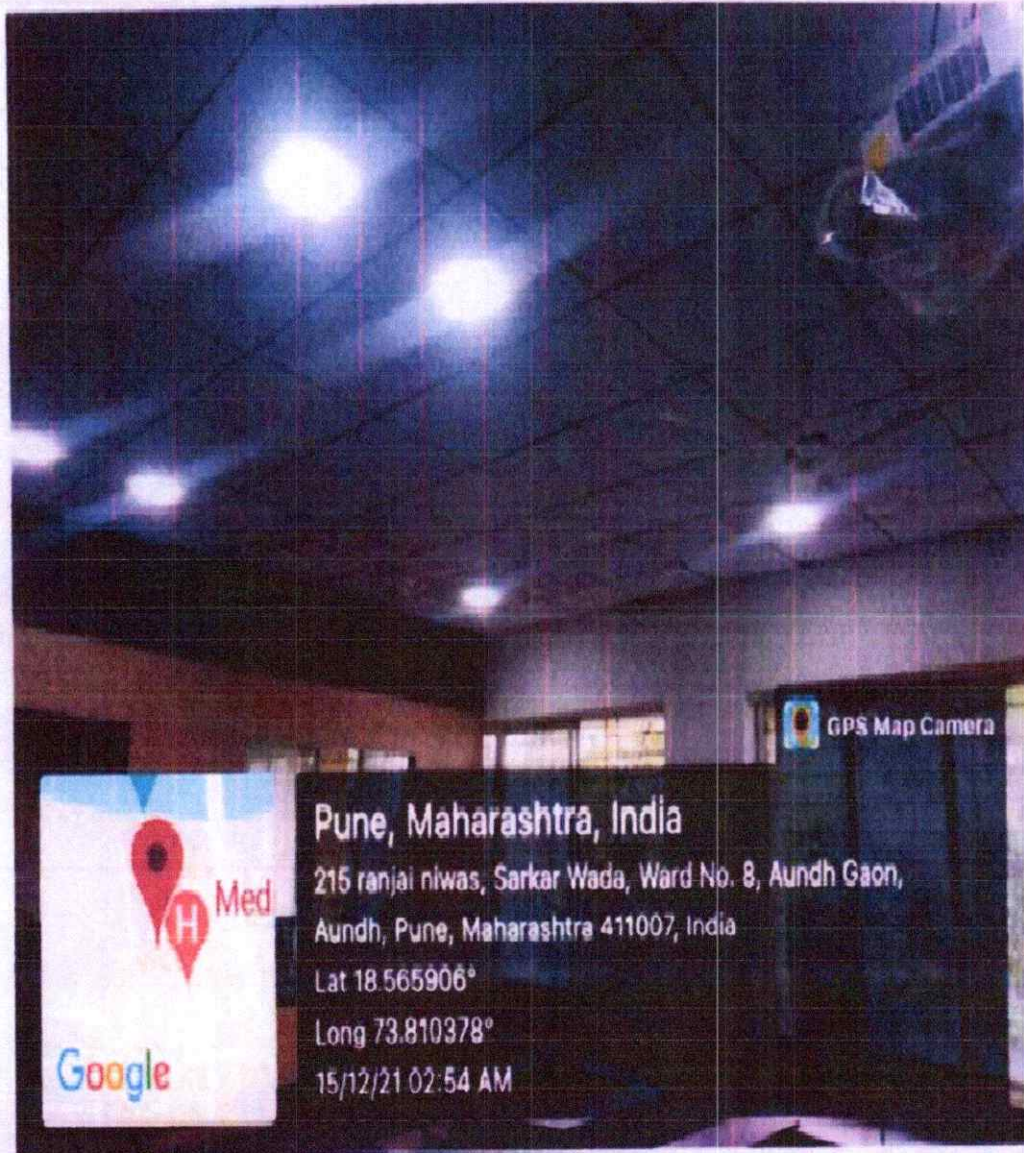 GPS Map Camera
Pune, Maharashtra, India
215 ranjai niwas, Sarkar Wada, Ward No. 8, Aundh Gaon,
Aundh, Pune, Maharashtra 411007, India
Lat 18.565906°
Long 73.810378°
15/12/21 02:54 AM
Med
H
Google